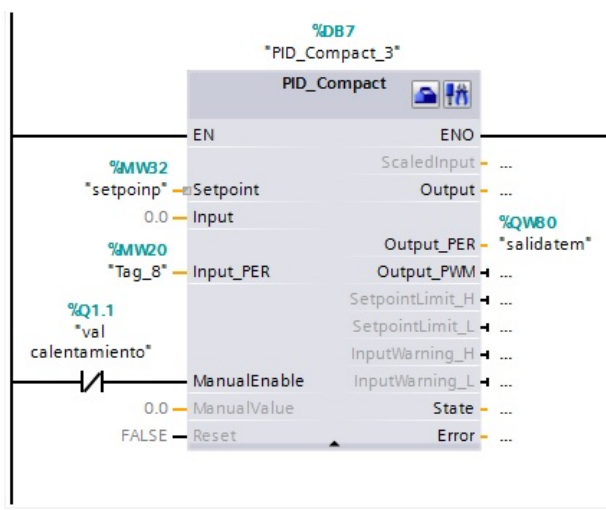 %DB7
"PID_Compact_3"
PID_Compact
EN ENO
ScaledInput ...
%MW32
"setpoinp" Setpoint Output ...
0.0 Input
%QW80
Output_PER "salidatem"
%MW20
"Tag_8" Input_PER Output_PWM ...
SetpointLimit_H ...
%Q1.1
"val
calentamiento"
SetpointLimit_L ...
InputWarning_H ...
ManualEnable InputWarning_L ...
0.0 ManualValue State ...
FALSE Reset Error ...